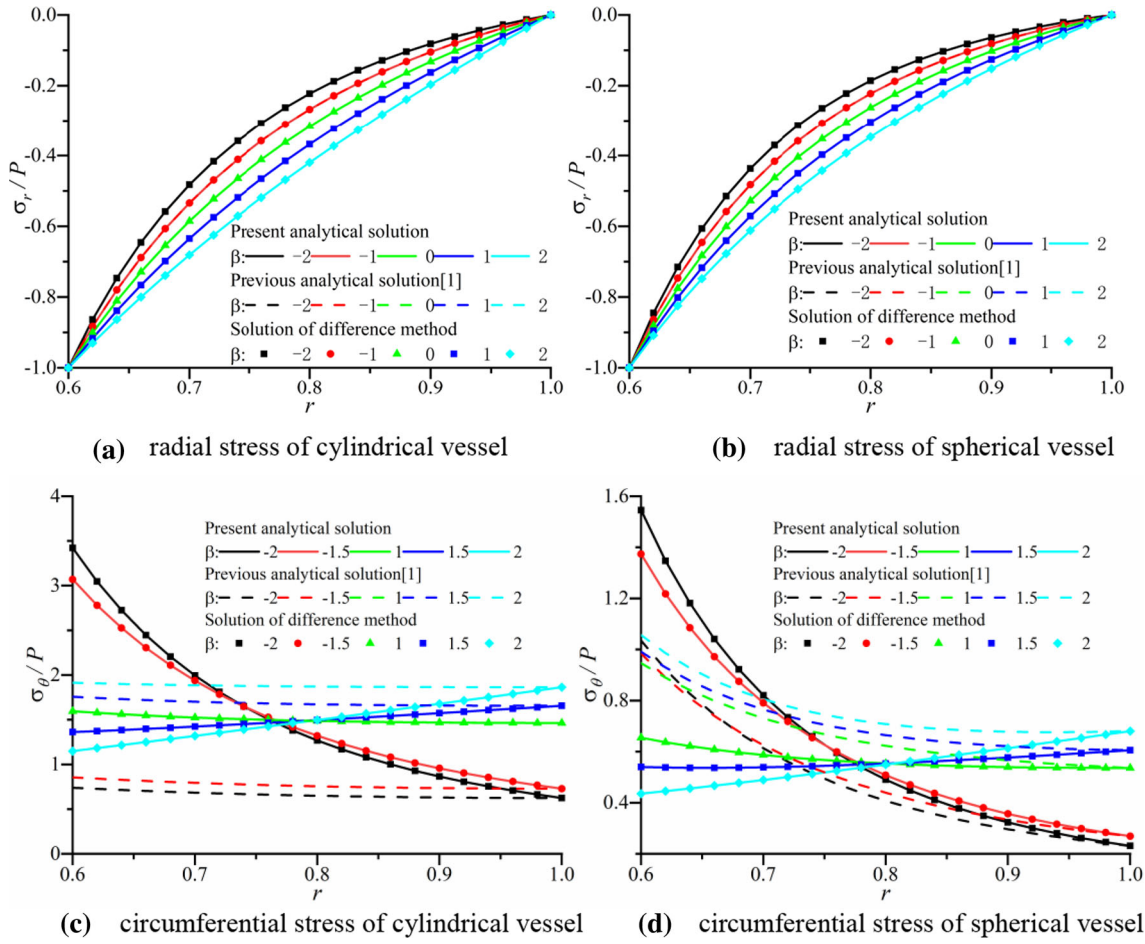 0.0
-0.2
-0.4
-0.6
-0.8
-1.0
σr / P
0.6 0.7 0.8 0.9 1.0
r
Present analytical solution
β: −2 −1 0 1 2
Previous analytical solution[1]
β: −2 −1 0 1 2
Solution of difference method
β: −2 −1 0 1 2
(a) radial stress of cylindrical vessel
0.0
-0.2
-0.4
-0.6
-0.8
-1.0
σr / P
0.6 0.7 0.8 0.9 1.0
r
Present analytical solution
β: −2 −1 0 1 2
Previous analytical solution[1]
β: −2 −1 0 1 2
Solution of difference method
β: −2 −1 0 1 2
(b) radial stress of spherical vessel
4
3
2
1
0
σθ / P
0.6 0.7 0.8 0.9 1.0
r
Present analytical solution
β: -2 -1.5 1 1.5 2
Previous analytical solution[1]
β: -2 -1.5 1 1.5 2
Solution of difference method
β: -2 -1.5 1 1.5 2
(c) circumferential stress of cylindrical vessel
1.6
1.2
0.8
0.4
σθ / P
0.6 0.7 0.8 0.9 1.0
r
Present analytical solution
β: -2 -1.5 1 1.5 2
Previous analytical solution[1]
β: -2 -1.5 1 1.5 2
Solution of difference method
β: -2 -1.5 1 1.5 2
(d) circumferential stress of spherical vessel